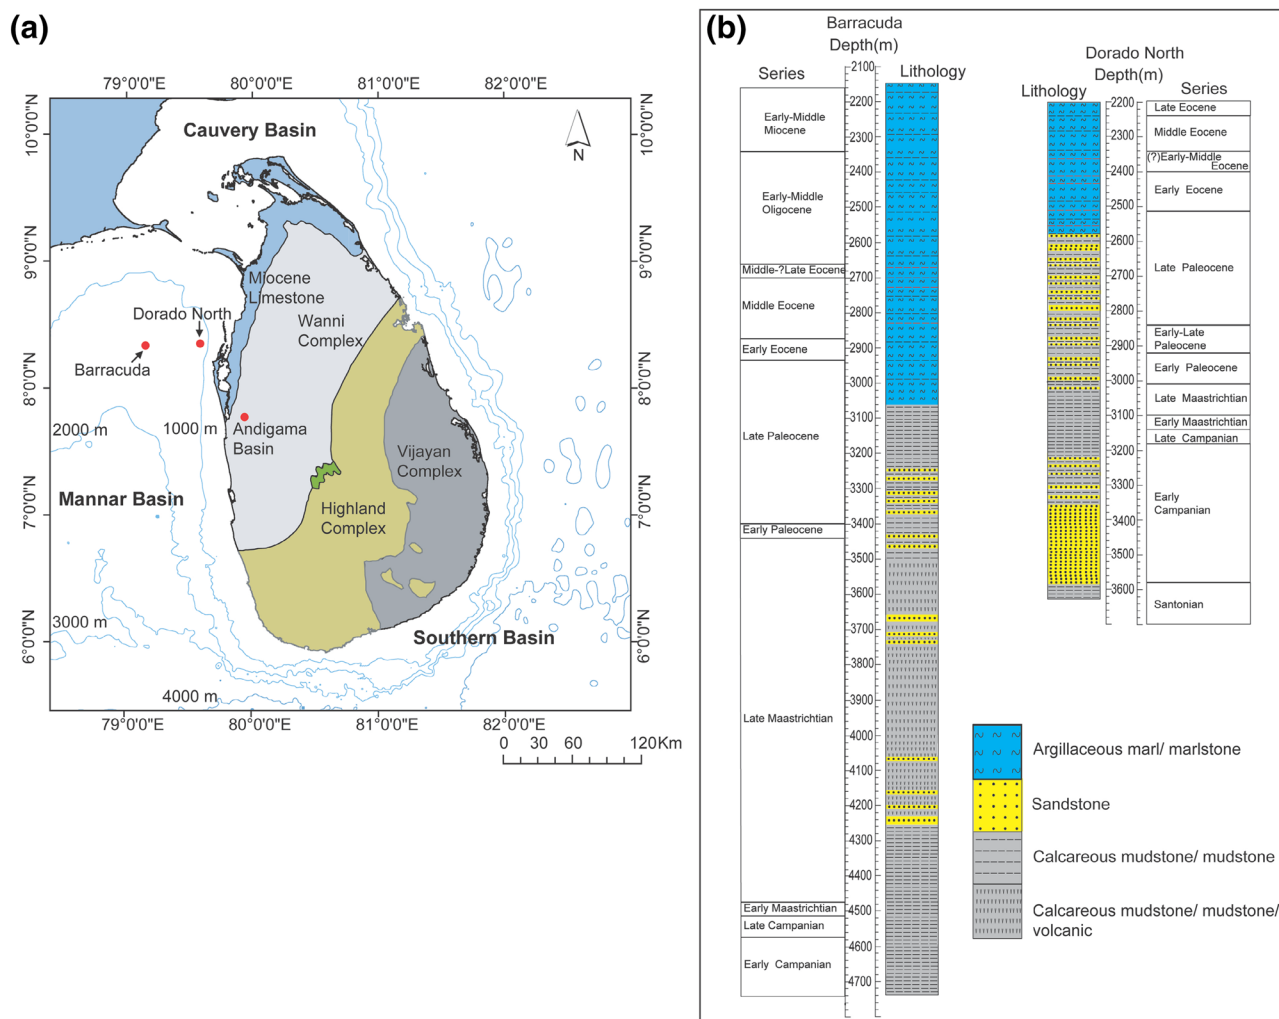 (a)
79°0'0"E
80°0'0"E
81°0'0"E
82°0'0"E
10°0'0"N
9°0'0"N
8°0'0"N
7°0'0"N
6°0'0"N
10°0'0"N
9°0'0"N
8°0'0"N
7°0'0"N
6°0'0"N
Cauvery Basin
N
Miocene
Limestone
Wanni
Complex
Dorado North
Barracuda
2000 m
1000 m
Andigama
Basin
Vijayan
Complex
Mannar Basin
Highland
Complex
3000 m
Southern Basin
4000 m
79°0'0"E
80°0'0"E
81°0'0"E
82°0'0"E
0 30 60 120Km
(b)
Barracuda
Depth(m)
Series
Lithology
2100
2200
2300
2400
2500
2600
2700
2800
2900
3000
3100
3200
3300
3400
3500
3600
3700
3800
3900
4000
4100
4200
4300
4400
4500
4600
4700
Early-Middle
Miocene
Early-Middle
Oligocene
Middle-?Late Eocene
Middle Eocene
Early Eocene
Late Paleocene
Early Paleocene
Late Maastrichtian
Early Maastrichtian
Late Campanian
Early Campanian
Dorado North
Depth(m)
Lithology
Series
2200
2300
2400
2500
2600
2700
2800
2900
3000
3100
3200
3300
3400
3500
3600
Late Eocene
Middle Eocene
(?)Early-Middle
Eocene
Early Eocene
Late Paleocene
Early-Late
Paleocene
Early Paleocene
Late Maastrichtian
Early Maastrichtian
Late Campanian
Early
Campanian
Santonian
Argillaceous marl/ marlstone
Sandstone
Calcareous mudstone/ mudstone
Calcareous mudstone/ mudstone/
volcanic